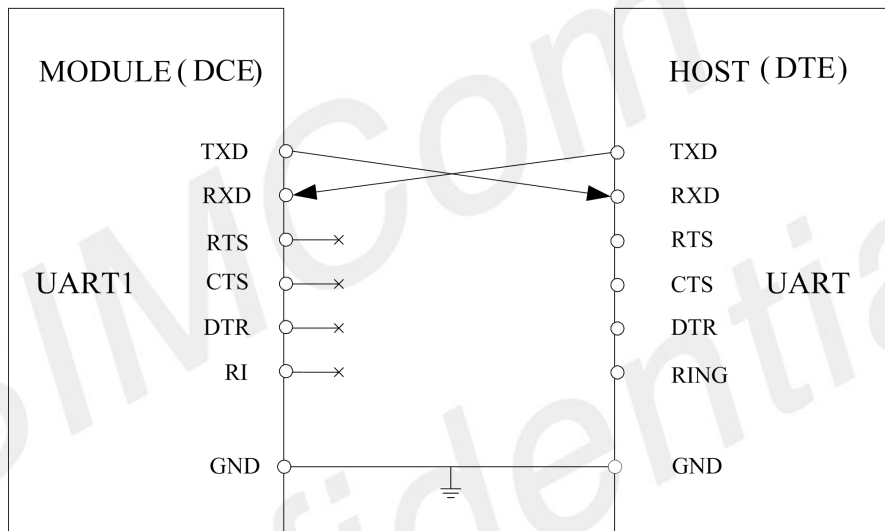 MODULE ( DCE)
HOST (DTE)
TXD
RXD
RTS
CTS
DTR
RI
GND
UART1
TXD
RXD
RTS
CTS
DTR
RING
GND
UART
SIMCom